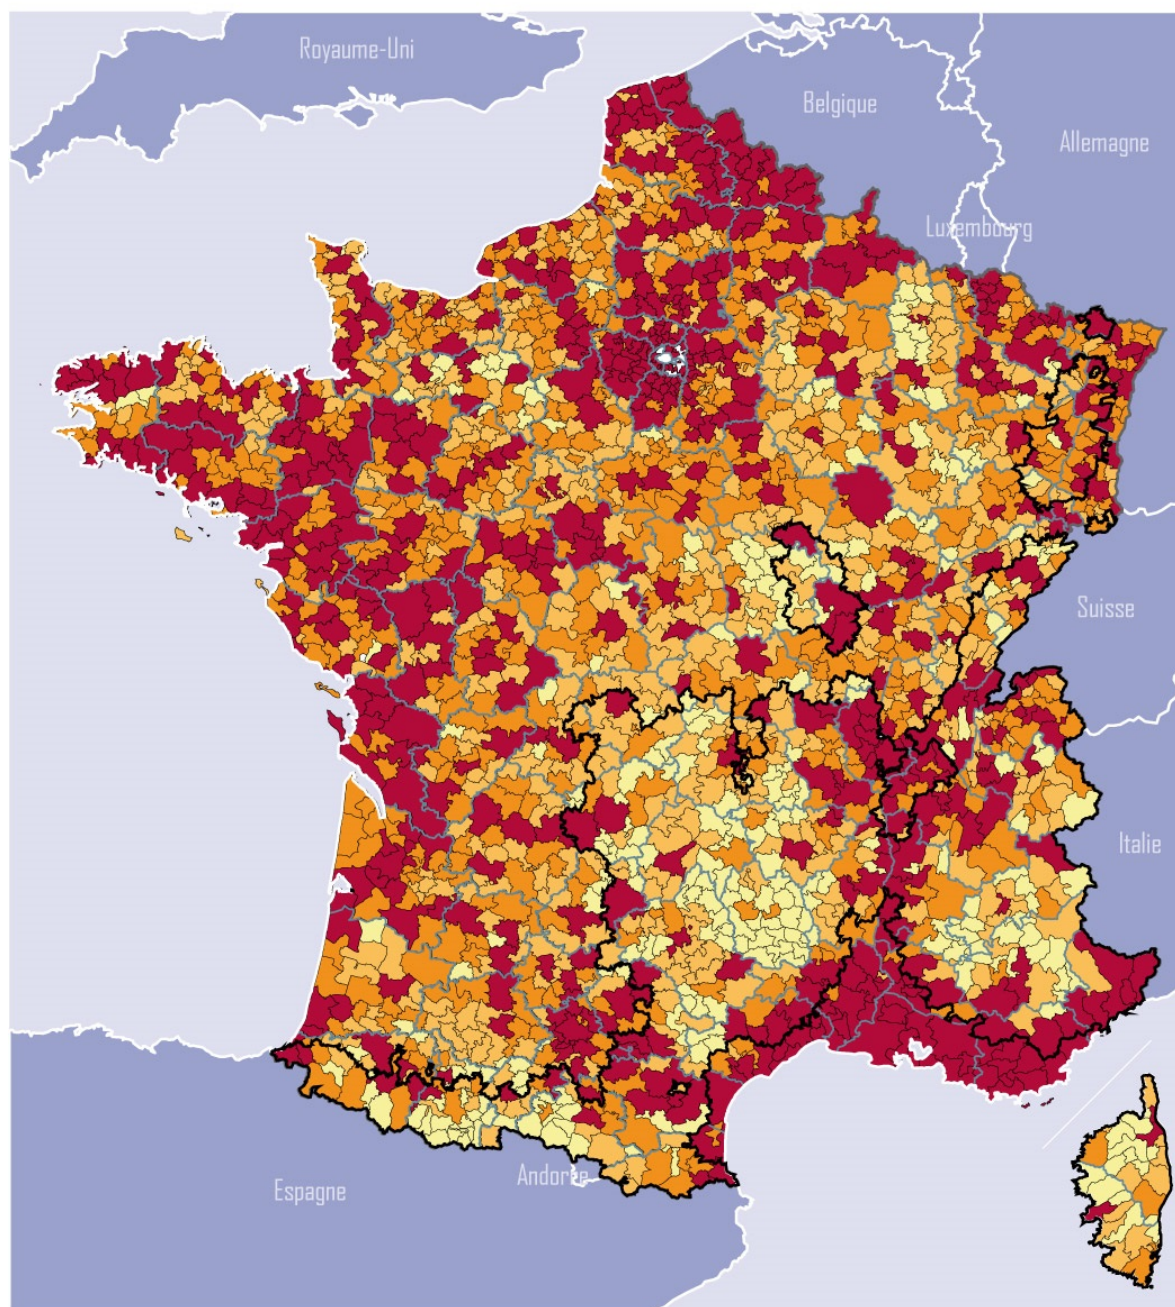 Royaume-Uni
Belgique
Allemagne
Luxembourg
Suisse
Italie
Andorre
Espagne